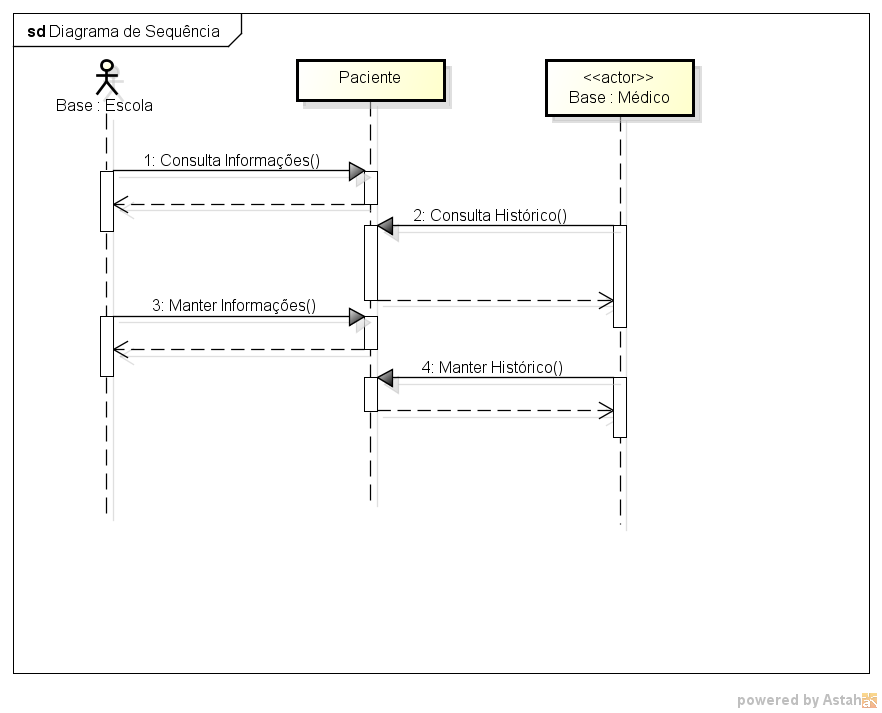 sd Diagrama de Sequência
Base : Escola
Paciente
<<actor>>
Base : Médico
1: Consulta Informações()
2: Consulta Histórico()
3: Manter Informações()
4: Manter Histórico()
powered by Astah